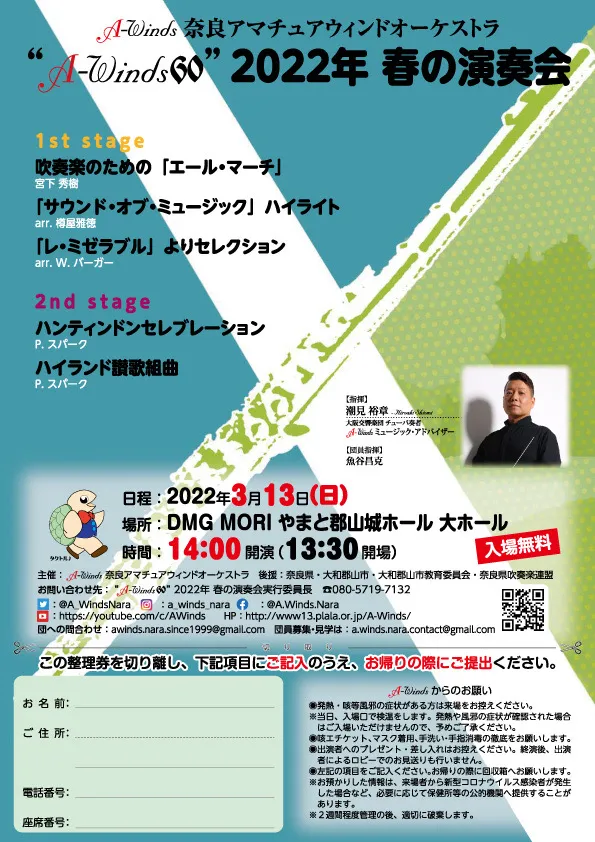 A-Winds 奈良アマチュアウィンドオーケストラ
“A-Winds60” 2022年 春の演奏会
1st stage
吹奏楽のための「エール・マーチ」
宮下 秀樹
「サウンド・オブ・ミュージック」ハイライト
arr. 樽屋雅徳
「レ・ミゼラブル」よりセレクション
arr. W. バーガー
2nd stage
ハンティンドンセレブレーション
P. スパーク
ハイランド讃歌組曲
P. スパーク
【指揮】
潮見 裕章 …Hiroaki Shiomi
大阪交響楽団 チューバ奏者
A-Winds ミュージック・アドバイザー
【団員指揮】
魚谷昌克
タクトルノ
日程：2022年3月13日(日)
場所：DMG MORI やまと郡山城ホール 大ホール
時間：14:00開演（13:30開場）
入場無料
主催：A-Winds 奈良アマチュアウィンドオーケストラ 後援：奈良県・大和郡山市・大和郡山市教育委員会・奈良県吹奏楽連盟
お問い合わせ先：“A-Winds60” 2022年 春の演奏会実行委員長 ☎080-5719-7132
：@A_WindsNara ：a_winds_nara ：@A.Winds.Nara
：https://youtube.com/c/AWinds HP：http://www13.plala.or.jp/A-Winds/
団への問合わせ：awinds.nara.since1999@gmail.com 団員募集・見学は：a.winds.nara.contact@gmail.com
切り取り
この整理券を切り離し、下記項目にご記入のうえ、お帰りの際にご提出ください。
お名前：
ご住所：
電話番号：
座席番号：
A-Winds からのお願い
◉発熱・咳等風邪の症状がある方は来場をお控えください。
※当日、入場口で検温をします。発熱や風邪の症状が確認された場合はご入場いただけませんので、予めご了承ください。
◉咳エチケット、マスク着用、手洗い・手指消毒の徹底をお願いします。
◉出演者へのプレゼント・差し入れはお控えください。終演後、出演者によるロビーでのお見送りも行いません。
◉左記の項目をご記入ください。お帰りの際に回収箱へお願いします。
※お預かりした情報は、来場者から新型コロナウイルス感染者が発生した場合など、必要に応じて保健所等の公的機関へ提供することがあります。
※２週間程度管理の後、適切に破棄します。